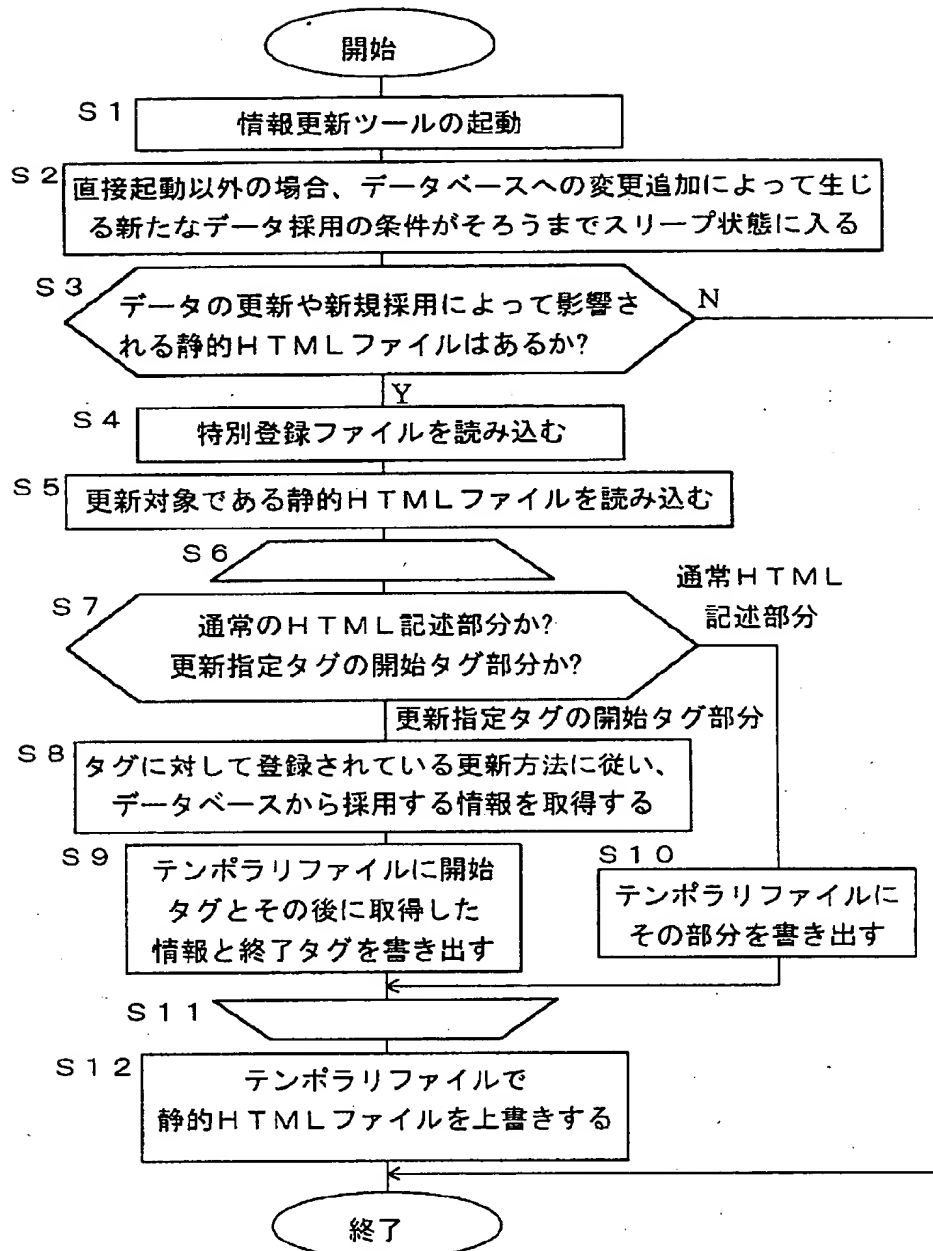 開始
S1
情報更新ツールの起動
S2
直接起動以外の場合、データベースへの変更追加によって生じ
る新たなデータ採用の条件がそろうまでスリープ状態に入る
S3
データの更新や新規採用によって影響さ
れる静的HTMLファイルはあるか?
N
Y
S4
特別登録ファイルを読み込む
S5
更新対象である静的HTMLファイルを読み込む
S6
S7
通常のHTML記述部分か?
更新指定タグの開始タグ部分か?
通常HTML
記述部分
更新指定タグの開始タグ部分
S8
タグに対して登録されている更新方法に従い、
データベースから採用する情報を取得する
S9
テンポラリファイルに開始
タグとその後に取得した
情報と終了タグを書き出す
S10
テンポラリファイルに
その部分を書き出す
S11
S12
テンポラリファイルで
静的HTMLファイルを上書きする
終了